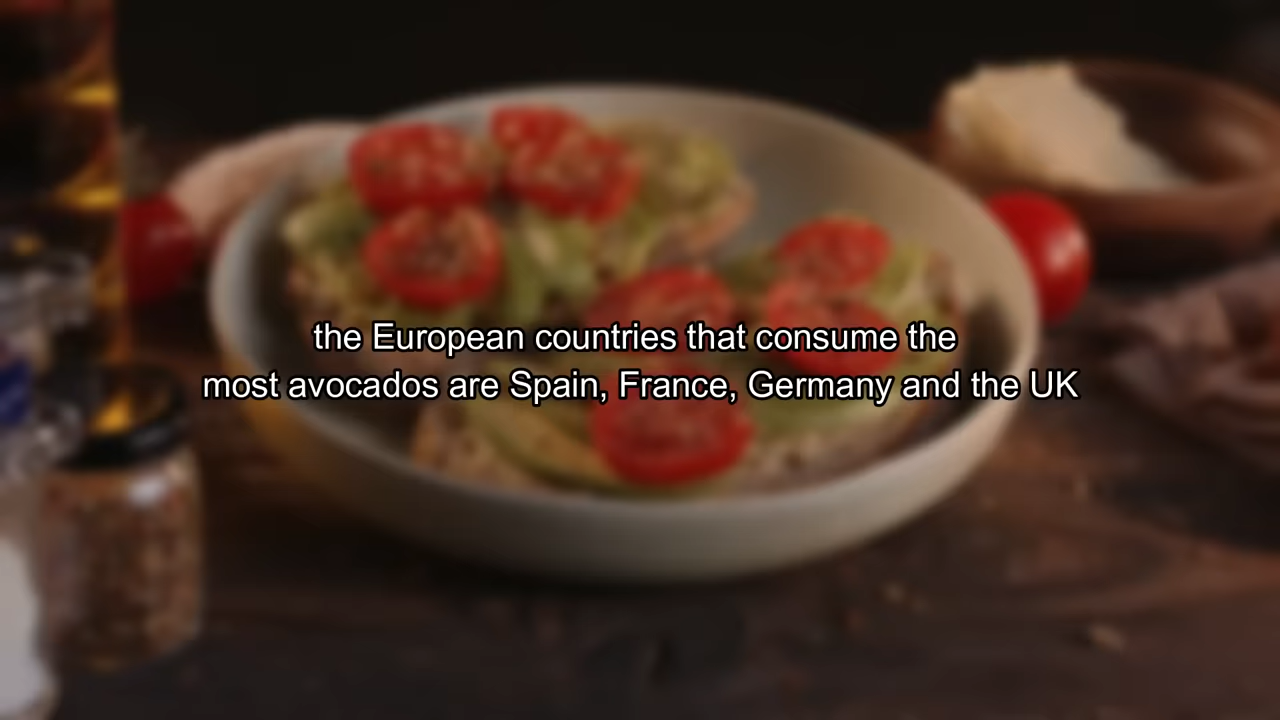 the European countries that consume the
most avocados are Spain, France, Germany and the UK